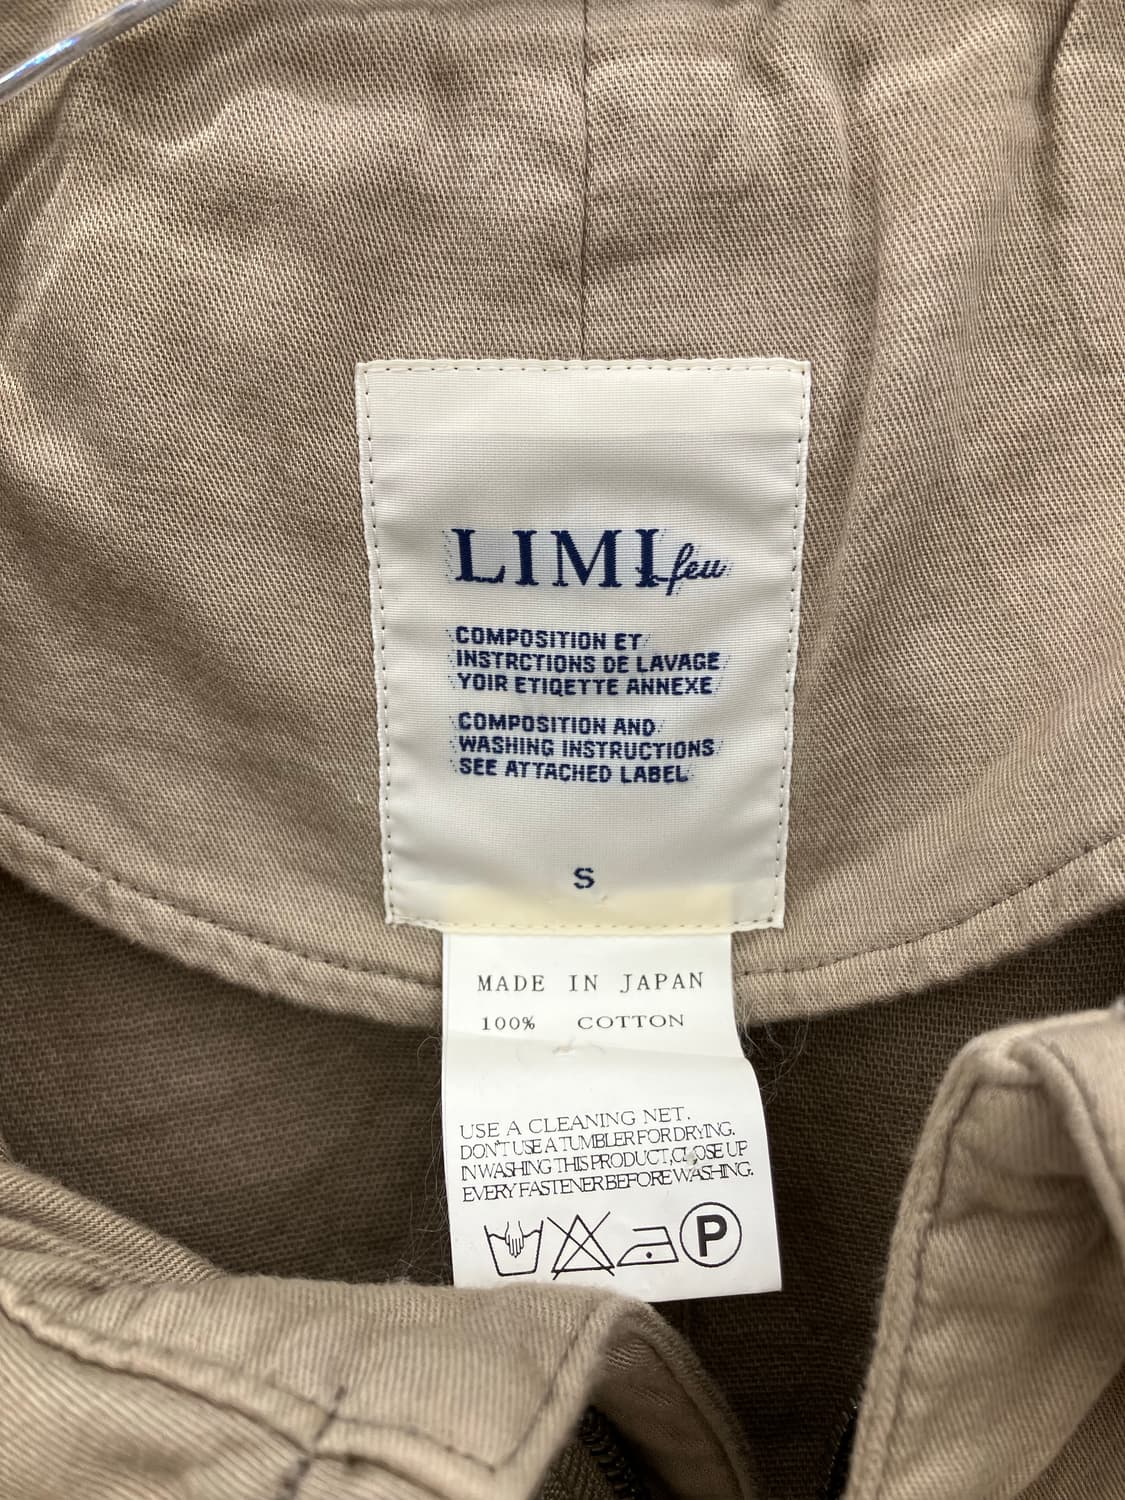 LIMI feu
COMPOSITION ET
INSTRCTIONS DE LAVAGE
YOIR ETIQETTE ANNEXE
COMPOSITION AND
WASHING INSTRUCTIONS
SEE ATTACHED LABEL
S
MADE IN JAPAN
100% COTTON
USE A CLEANING NET.
DON'T USE A TUMBLER FOR DRYING.
IN WASHING THIS PRODUCT, CLOSE UP
EVERY FASTENER BEFORE WASHING.
P